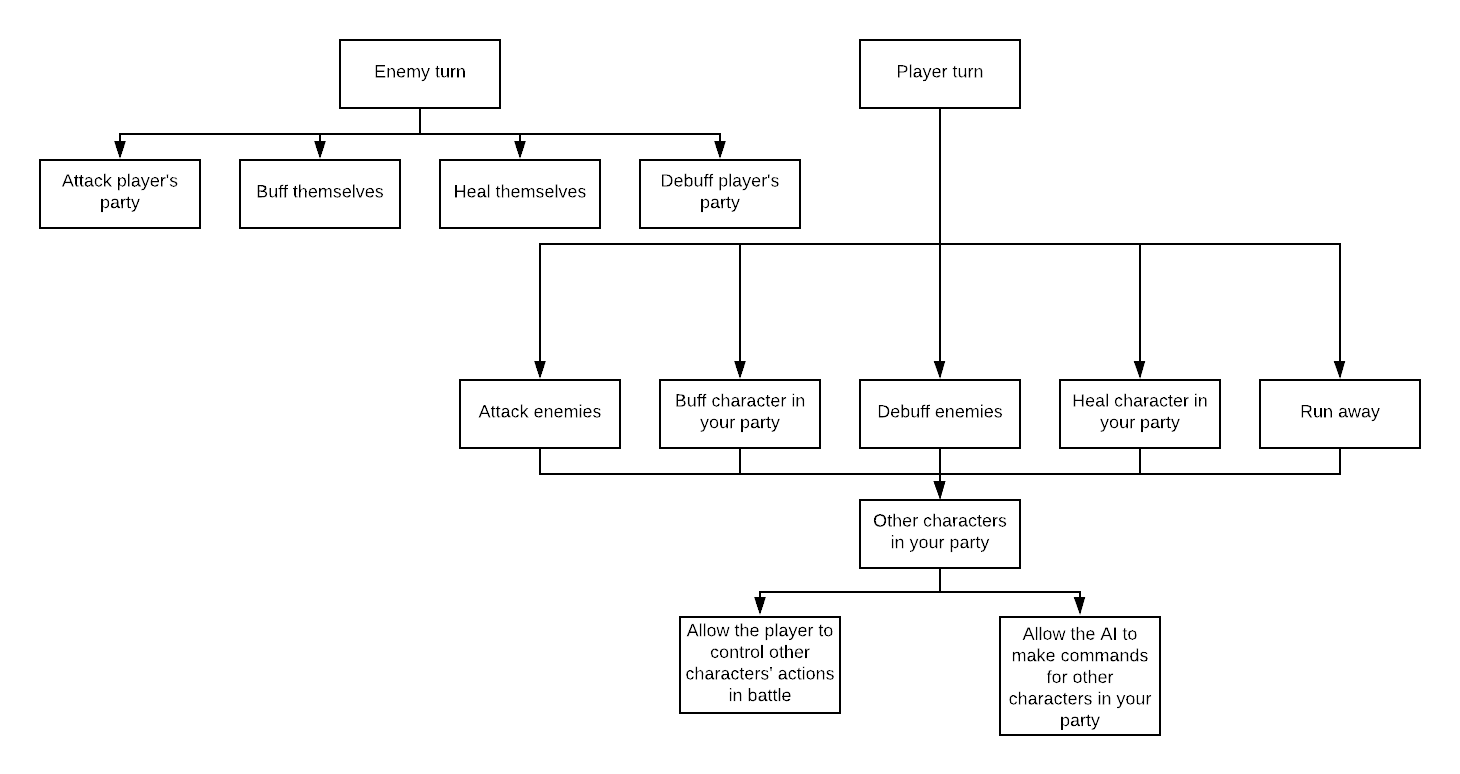 Enemy turn
Player turn
Attack player's
party
Buff themselves
Heal themselves
Debuff player's
party
Attack enemies
Buff character in
your party
Debuff enemies
Heal character in
your party
Run away
Other characters
in your party
Allow the player to
control other
characters' actions
in battle
Allow the AI to
make commands
for other
characters in your
party